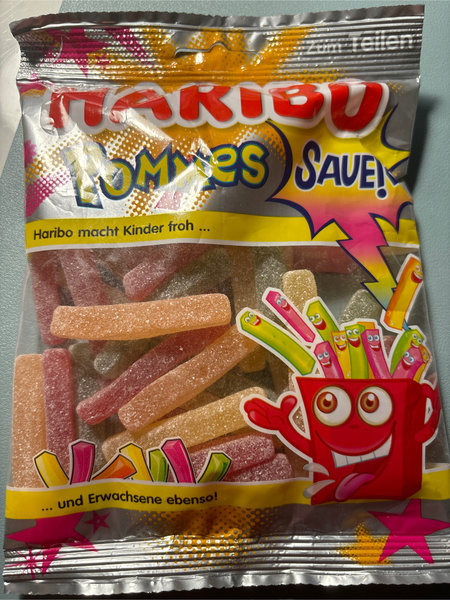 Zum Teilen
HARIBO
Pommes
SAUER!
Haribo macht Kinder froh ...
... und Erwachsene ebenso!